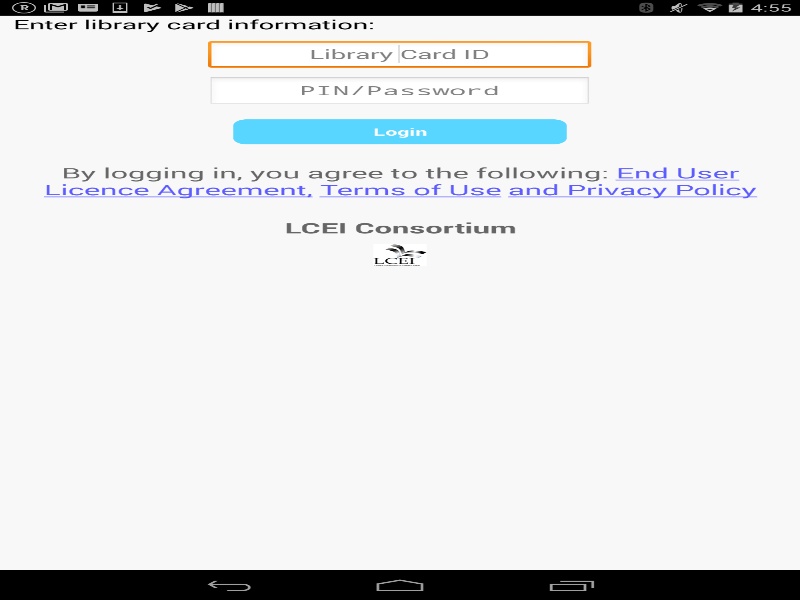 4:55
Enter library card information:
Library Card ID
PIN/Password
Login
By logging in, you agree to the following: End User
Licence Agreement, Terms of Use and Privacy Policy
LCEI Consortium
LCEI